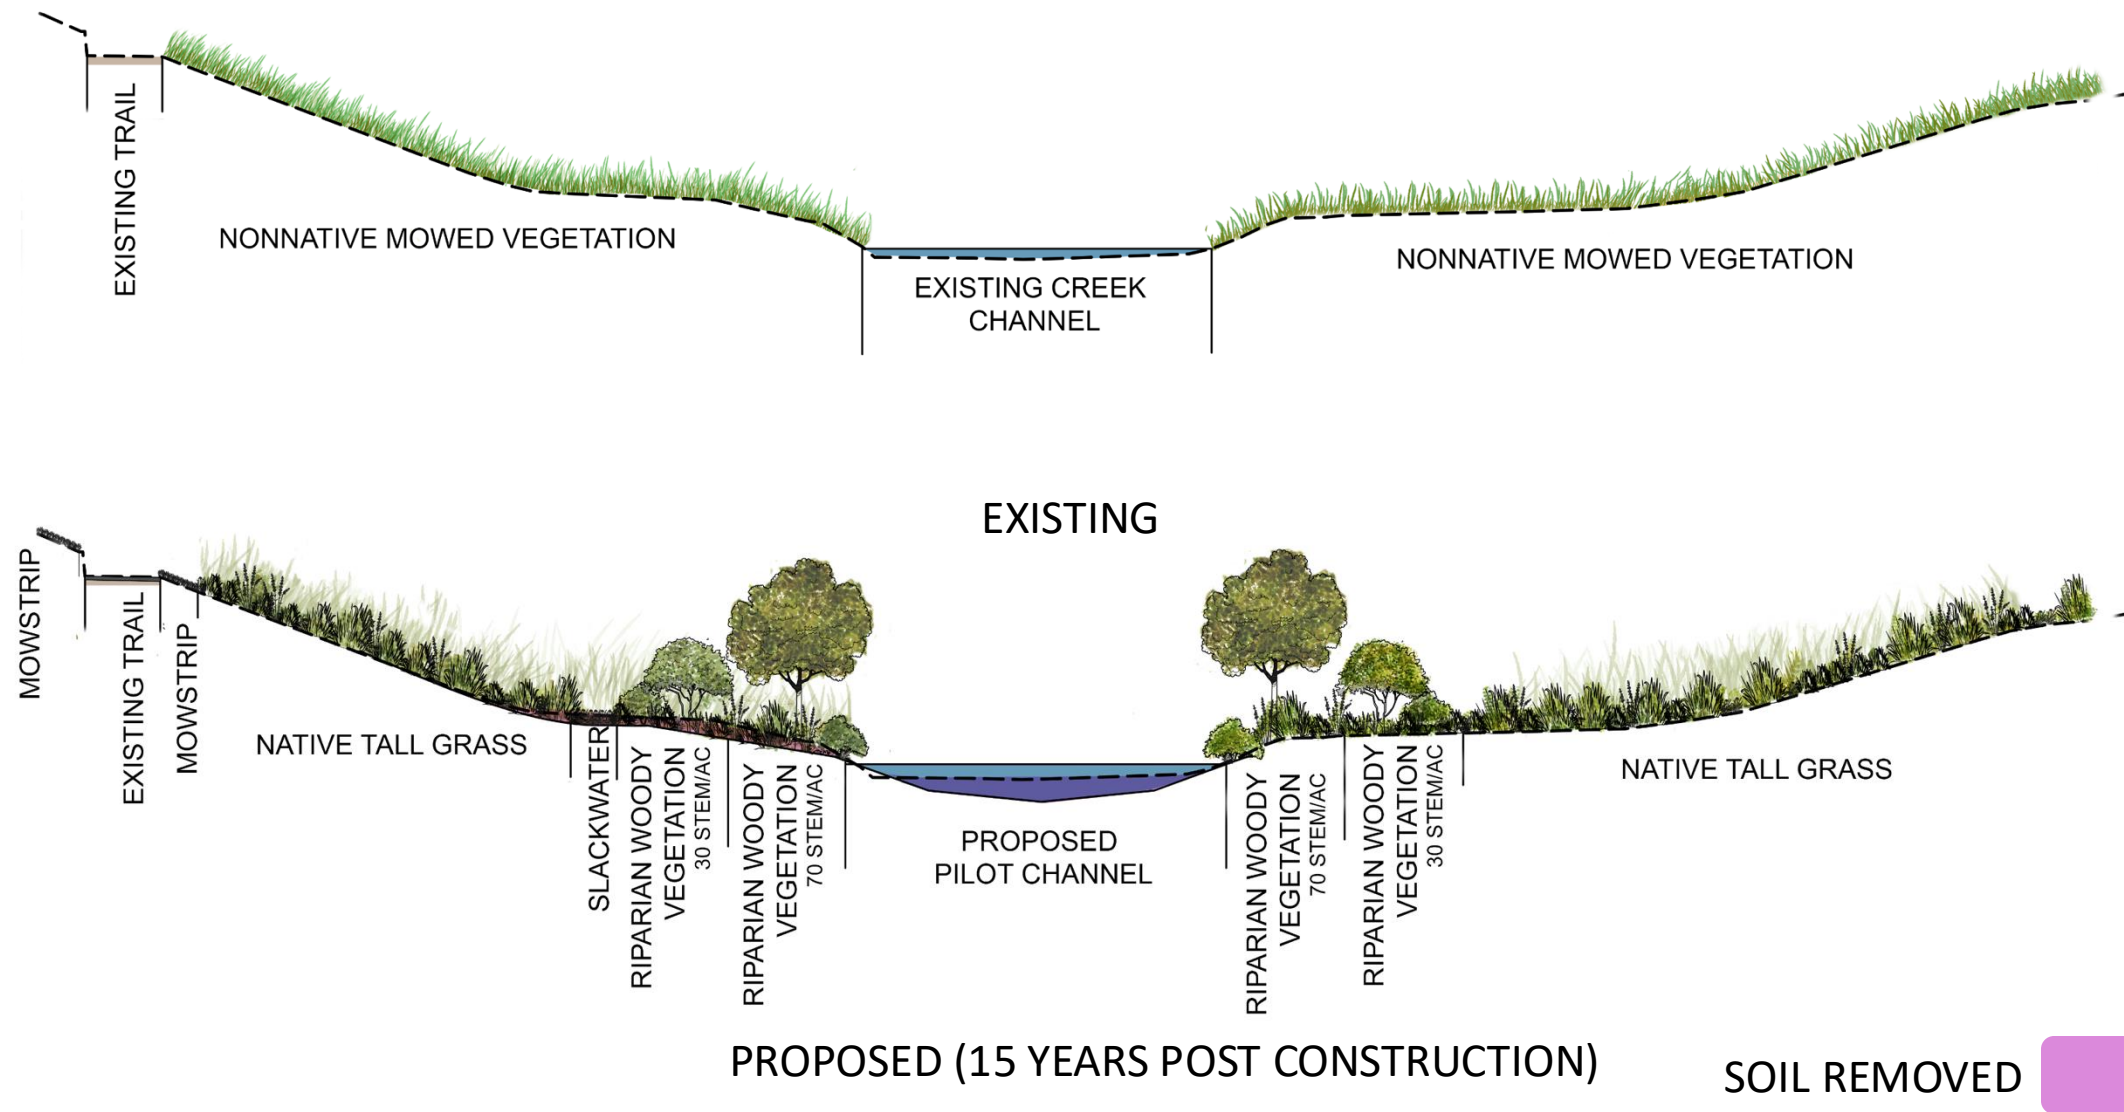 EXISTING TRAIL
NONNATIVE MOWED VEGETATION
EXISTING CREEK
CHANNEL
NONNATIVE MOWED VEGETATION
EXISTING
MOWSTRIP
EXISTING TRAIL
MOWSTRIP
NATIVE TALL GRASS
SLACKWATER
RIPARIAN WOODY
VEGETATION
30 STEM/AC
RIPARIAN WOODY
VEGETATION
70 STEM/AC
PROPOSED
PILOT CHANNEL
RIPARIAN WOODY
VEGETATION
70 STEM/AC
RIPARIAN WOODY
VEGETATION
30 STEM/AC
NATIVE TALL GRASS
PROPOSED (15 YEARS POST CONSTRUCTION)
SOIL REMOVED